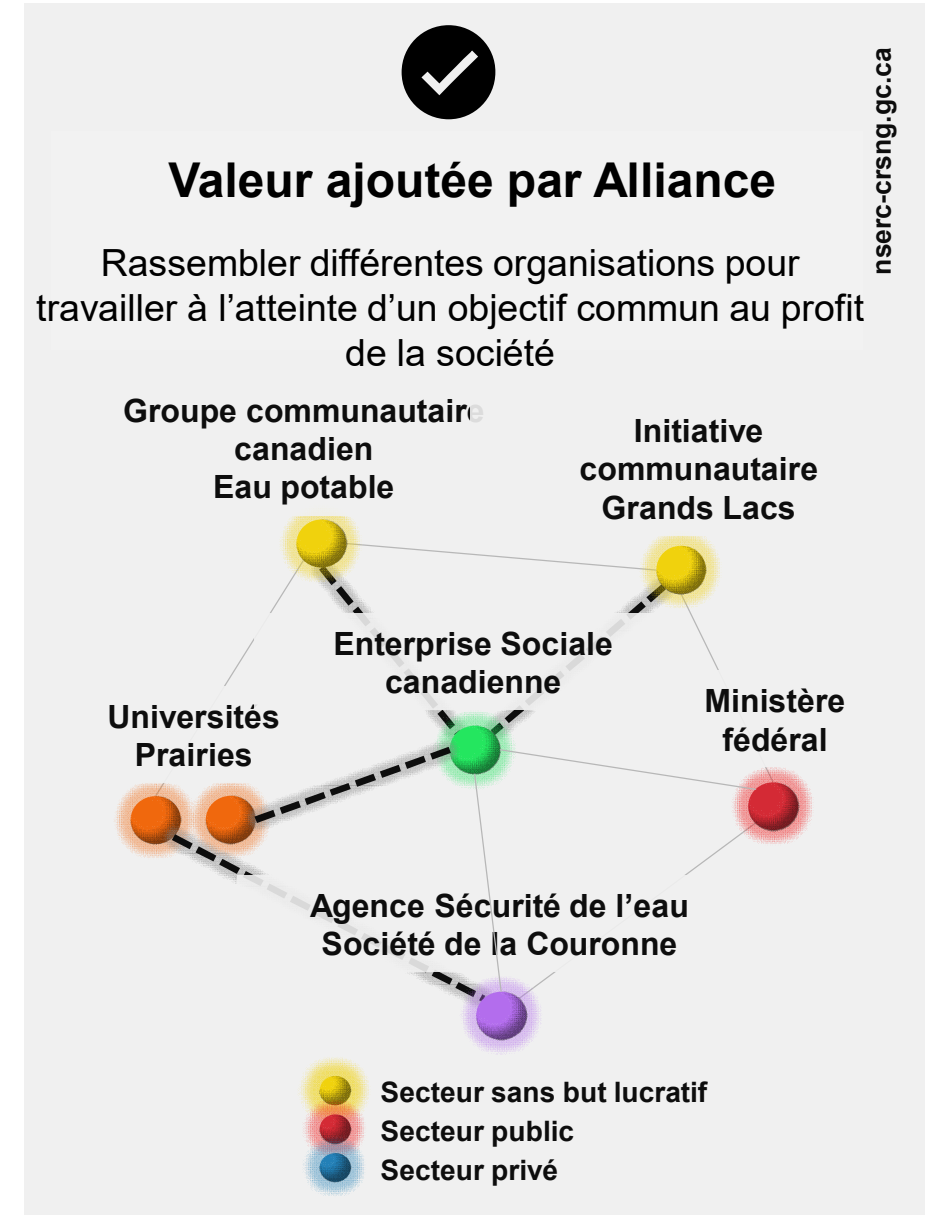 nserc-crsng.gc.ca
Valeur ajoutée par Alliance
Rassembler différentes organisations pour
travailler à l’atteinte d’un objectif commun au profit
de la société
Groupe communautaire
canadien
Eau potable
Initiative
communautaire
Grands Lacs
Enterprise Sociale
canadienne
Universités
Prairies
Ministère
fédéral
Agence Sécurité de l’eau
Société de la Couronne
Secteur sans but lucratif
Secteur public
Secteur privé